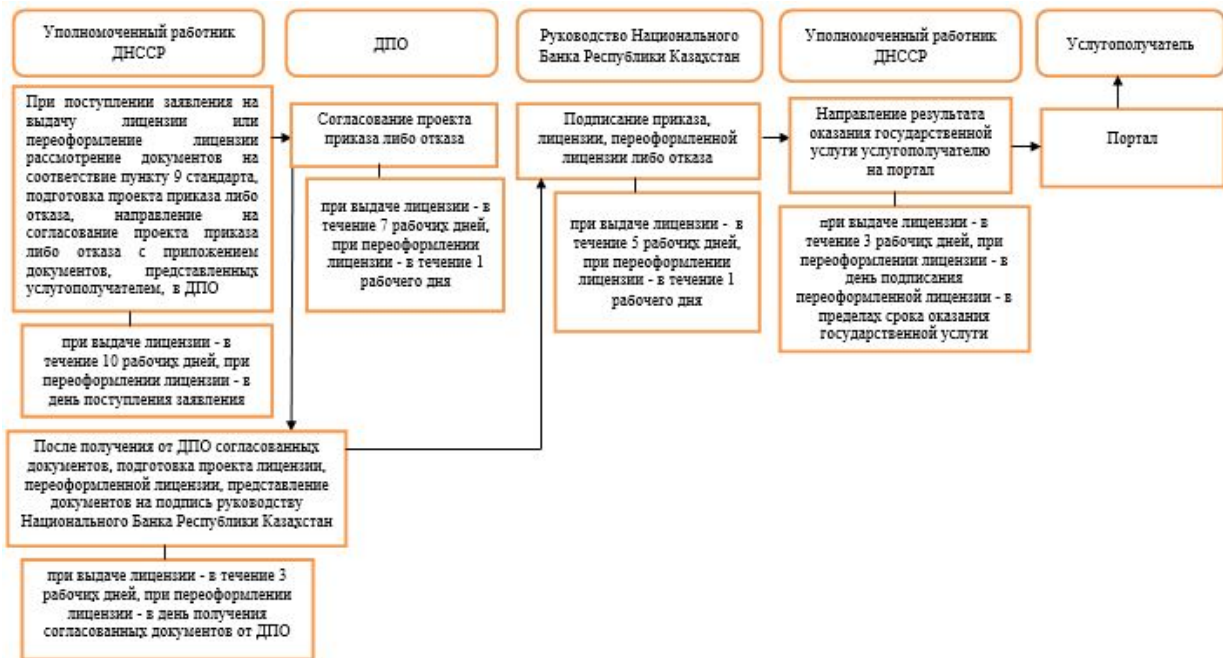 Уполномоченный работник
ДНССР
ДПО
Руководство Национального
Банка Республики Казахстан
Уполномоченный работник
ДНССР
Услугополучатель
При поступлении заявления на
выдачу лицензии или
переоформление лицензии
рассмотрение документов на
соответствие пункту 9 стандарта,
подготовка проекта приказа либо
отказа, направление на
согласование проекта приказа
либо отказа с приложением
документов, представленных
услугополучателем, в ДПО
Согласование проекта
приказа либо отказа
Подписание приказа,
лицензии, переоформленной
лицензии либо отказа
Направление результата
оказания государственной
услуги услугополучателю
на портал
Портал
при выдаче лицензии - в
течение 7 рабочих дней,
при переоформлении
лицензии - в течение 1
рабочего дня
при выдаче лицензии - в
течение 5 рабочих дней,
при переоформлении
лицензии - в течение 1
рабочего дня
при выдаче лицензии - в
течение 3 рабочих дней, при
переоформлении лицензии - в
день подписания
переоформленной лицензии - в
пределах срока оказания
государственной услуги
при выдаче лицензии - в
течение 10 рабочих дней, при
переоформлении лицензии - в
день поступления заявления
После получения от ДПО согласованных
документов, подготовка проекта лицензии,
переоформленной лицензии, представление
документов на подпись руководству
Национального Банка Республики Казахстан
при выдаче лицензии - в течение 3
рабочих дней, при переоформлении
лицензии - в день получения
согласованных документов от ДПО